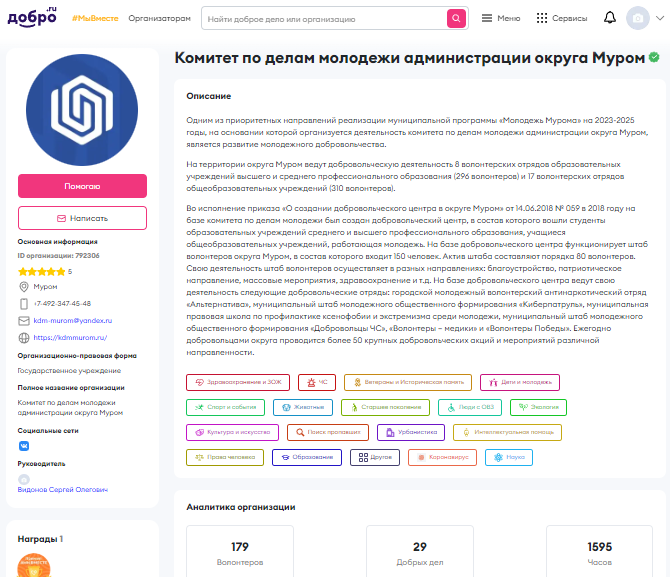 добро.ru
#МыВместе
Организаторам
Найти доброе дело или организацию
Меню
Сервисы
Комитет по делам молодежи администрации округа Муром
Помогаю
Написать
Основная информация
ID организации: 792306
5
Муром
+7-492-347-45-48
kdm-murom@yandex.ru
https://kdmmurom.ru/
Организационно-правовая форма
Государственное учреждение
Полное название организации
Комитет по делам молодежи
администрации округа Муром
Социальные сети
Руководитель
Видонов Сергей Олегович
Награды 1
Описание
Одним из приоритетных направлений реализации муниципальной программы «Молодежь Мурома» на 2023-2025
годы, на основании которой организуется деятельность комитета по делам молодежи администрации округа Муром,
является развитие молодежного добровольчества.
На территории округа Муром ведут добровольческую деятельность 8 волонтерских отрядов образовательных
учреждений высшего и среднего профессионального образования (296 волонтеров) и 17 волонтерских отрядов
общеобразовательных учреждений (310 волонтеров).
Во исполнение приказа «О создании добровольческого центра в округе Муром» от 14.06.2018 № 059 в 2018 году на
базе комитета по делам молодежи был создан добровольческий центр, в состав которого вошли студенты
образовательных учреждений среднего и высшего профессионального образования, учащиеся
общеобразовательных учреждений, работающая молодежь. На базе добровольческого центра функционирует штаб
волонтеров округа Муром, в состав которого входит 150 человек. Актив штаба составляют порядка 80 волонтеров.
Свою деятельность штаб волонтеров осуществляет в разных направлениях: благоустройство, патриотическое
направление, массовые мероприятия, здравоохранение и т.д. На базе добровольческого центра ведут свою
деятельность следующие добровольческие отряды: городской молодежный волонтерский антинаркотический отряд
«Альтернатива», муниципальный штаб молодежного общественного формирования «Киберпатруль», муниципальная
правовая школа по профилактике ксенофобии и экстремизма среди молодежи, муниципальный штаб молодежного
общественного формирования «Добровольцы ЧС», «Волонтеры – медики» и «Волонтеры Победы». Ежегодно
добровольцами округа проводится более 50 крупных добровольческих акций и мероприятий различной
направленности.
Здравоохранение и ЗОЖ
ЧС
Ветераны и Историческая память
Дети и молодежь
Спорт и события
Животные
Старшее поколение
Люди с ОВЗ
Экология
Культура и искусство
Поиск пропавших
Урбанистика
Интеллектуальная помощь
Права человека
Образование
Другое
Коронавирус
Наука
Аналитика организации
179
Волонтеров
29
Добрых дел
1595
Часов